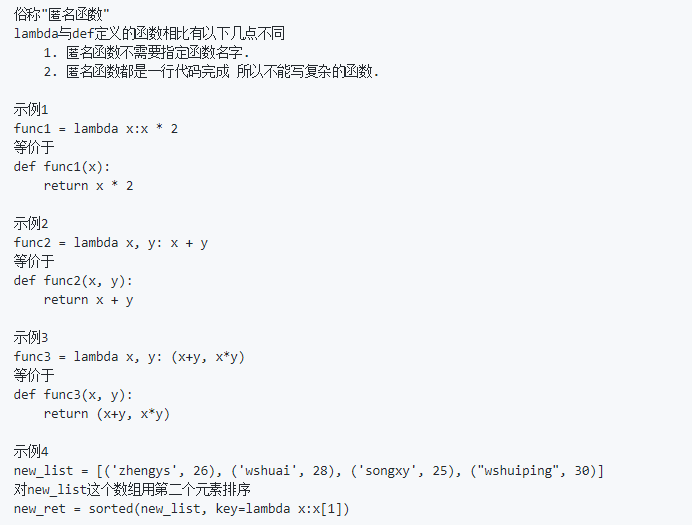 俗称"匿名函数"
lambda与def定义的函数相比有以下几点不同
    1. 匿名函数不需要指定函数名字.
    2. 匿名函数都是一行代码完成 所以不能写复杂的函数.

示例1
func1 = lambda x:x * 2
等价于
def func1(x):
    return x * 2

示例2
func2 = lambda x, y: x + y
等价于
def func2(x, y):
    return x + y

示例3
func3 = lambda x, y: (x+y, x*y)
等价于
def func3(x, y):
    return (x+y, x*y)

示例4
new_list = [('zhengys', 26), ('wshuai', 28), ('songxy', 25), ("wshuiping", 30)]
对new_list这个数组用第二个元素排序
new_ret = sorted(new_list, key=lambda x:x[1])